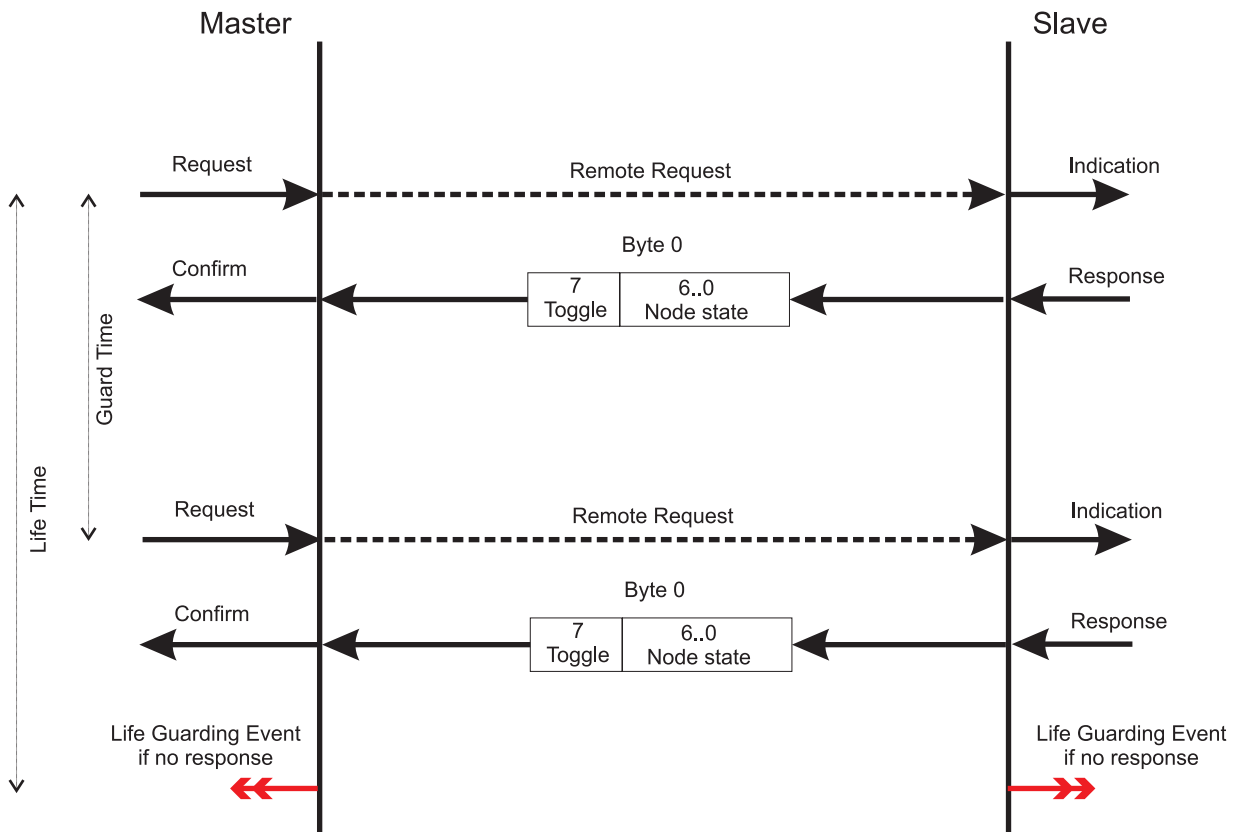 Master
Slave
Request
Remote Request
Indication
Byte 0
Confirm
7
Toggle
6..0
Node state
Response
Guard Time
Life Time
Request
Remote Request
Indication
Byte 0
Confirm
7
Toggle
6..0
Node state
Response
Life Guarding Event
if no response
Life Guarding Event
if no response